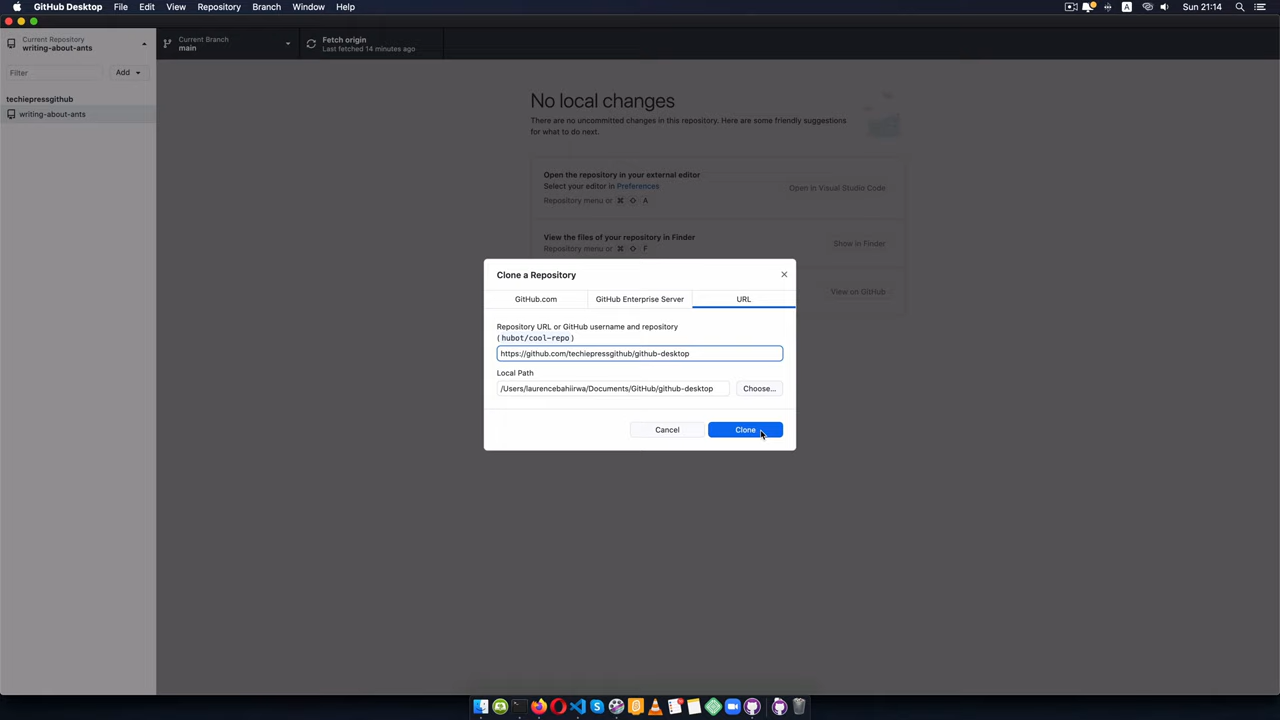 GitHub Desktop File Edit View Repository Branch Window Help
A Sun 21:14
Current Repository
writing-about-ants
Current Branch
main
Fetch origin
Last fetched 14 minutes ago
Filter
Add
techiepressgithub
writing-about-ants
No local changes
There are no uncommitted changes in this repository. Here are some friendly suggestions
for what to do next.
Open the repository in your external editor
Select your editor in Preferences
Repository menu or ⌘ ⇧ A
Open in Visual Studio Code
View the files of your repository in Finder
Repository menu or ⌘ ⇧ F
Show in Finder
View on GitHub
Clone a Repository
GitHub.com
GitHub Enterprise Server
URL
Repository URL or GitHub username and repository
(hubot/cool-repo)
https://github.com/techiepressgithub/github-desktop
Local Path
/Users/laurencebahiirwa/Documents/GitHub/github-desktop
Choose...
Cancel
Clone